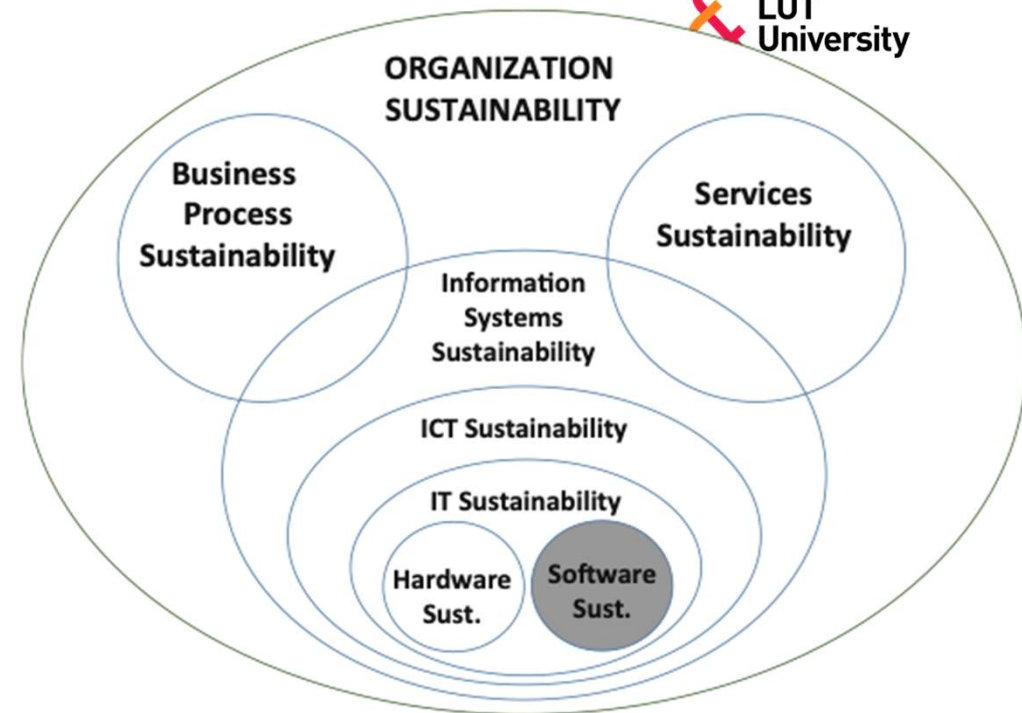 LUT
University
ORGANIZATION
SUSTAINABILITY
Business
Process
Sustainability
Services
Sustainability
Information
Systems
Sustainability
ICT Sustainability
IT Sustainability
Hardware
Sust.
Software
Sust.